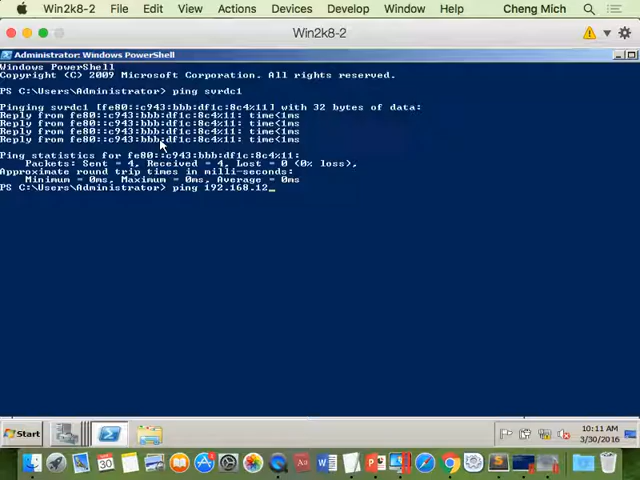 Win2k8-2 File Edit View Actions Devices Develop Window Help Cheng Mich
Win2k8-2
Administrator: Windows PowerShell
Windows PowerShell
Copyright (C) 2009 Microsoft Corporation. All rights reserved.
PS C:\Users\Administrator> ping svrdc1
Pinging svrdc1 [fe80::c943:bbb:df1c:8c4%11] with 32 bytes of data:
Reply from fe80::c943:bbb:df1c:8c4%11: time<1ms
Reply from fe80::c943:bbb:df1c:8c4%11: time<1ms
Reply from fe80::c943:bbb:df1c:8c4%11: time<1ms
Reply from fe80::c943:bbb:df1c:8c4%11: time<1ms
Ping statistics for fe80::c943:bbb:df1c:8c4%11:
Packets: Sent = 4, Received = 4, Lost = 0 (0% loss),
Approximate round trip times in milli-seconds:
Minimum = 0ms, Maximum = 0ms, Average = 0ms
PS C:\Users\Administrator> ping 192.168.12_
Start
10:11 AM
3/30/2016
30